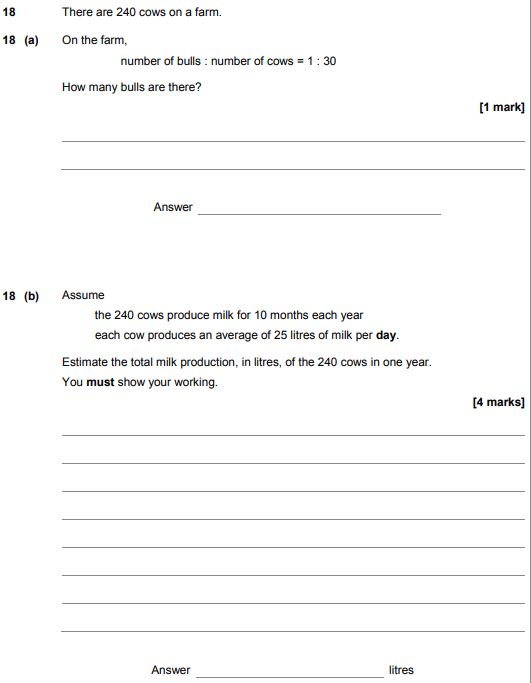 18 There are 240 cows on a farm.
18 (a) On the farm,
number of bulls : number of cows = 1 : 30
How many bulls are there?
[1 mark]
Answer
18 (b) Assume
the 240 cows produce milk for 10 months each year
each cow produces an average of 25 litres of milk per day.
Estimate the total milk production, in litres, of the 240 cows in one year.
You must show your working.
[4 marks]
Answer litres